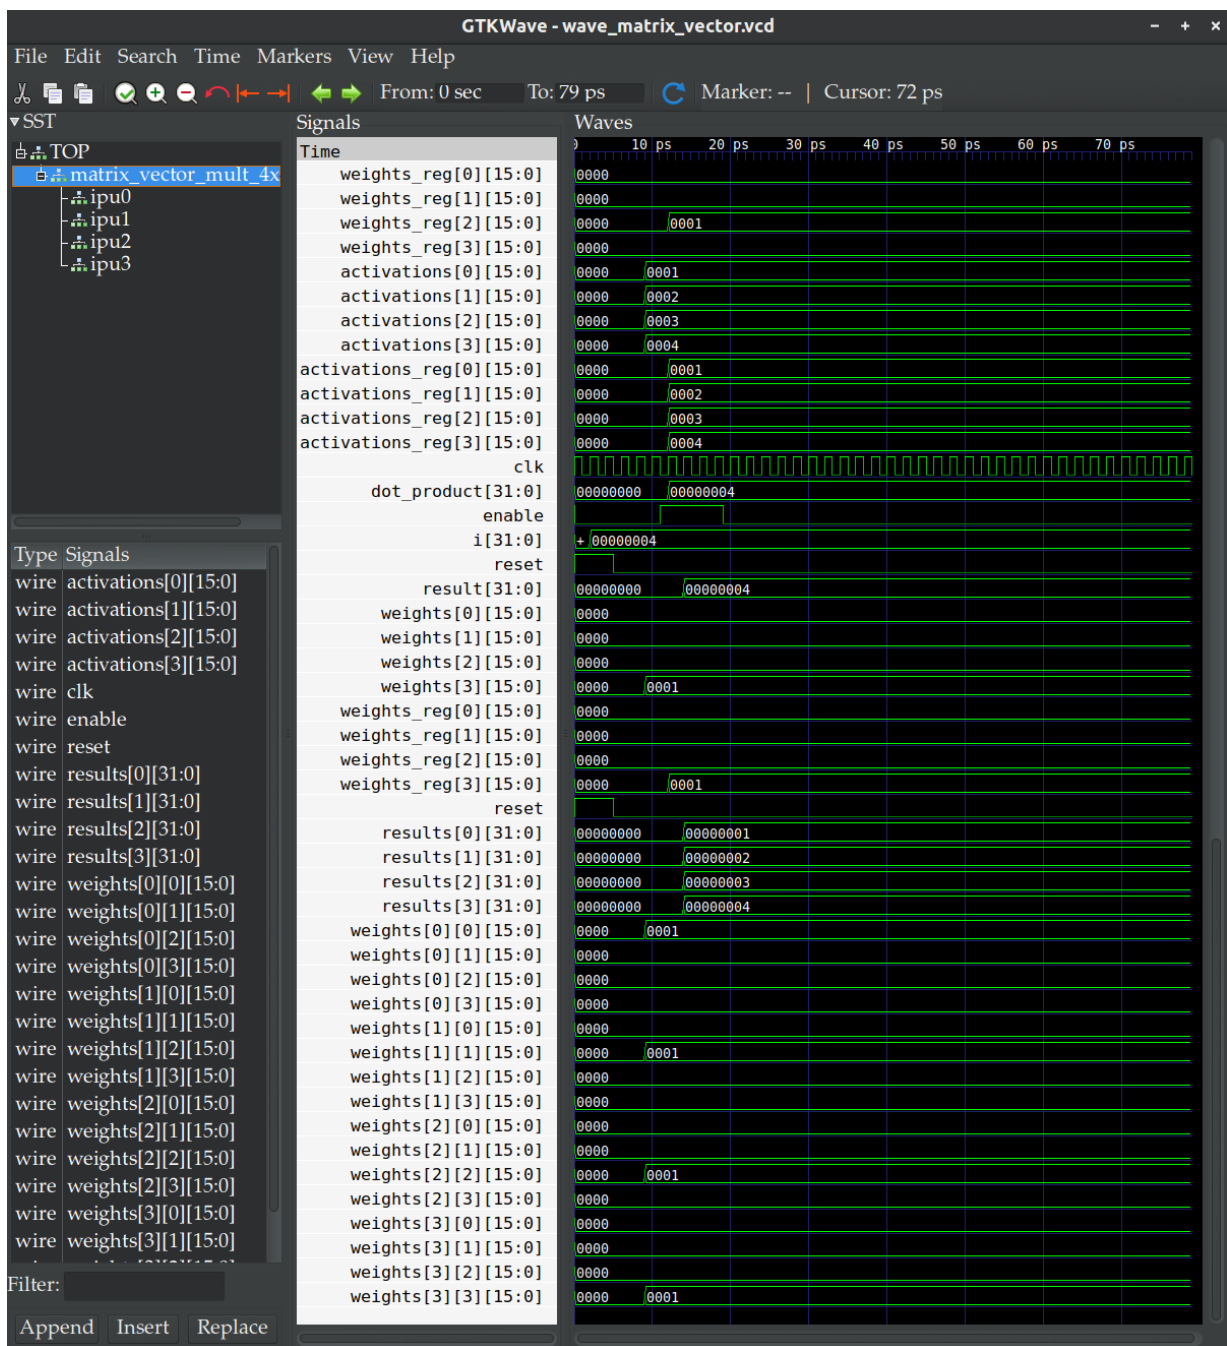 GTKWave - wave_matrix_vector.vcd
File Edit Search Time Markers View Help
From: 0 sec To: 79 ps Marker: -- | Cursor: 72 ps
SST
TOP
matrix_vector_mult_4x
ipu0
ipu1
ipu2
ipu3
Type Signals
wire activations[0][15:0]
wire activations[1][15:0]
wire activations[2][15:0]
wire activations[3][15:0]
wire clk
wire enable
wire reset
wire results[0][31:0]
wire results[1][31:0]
wire results[2][31:0]
wire results[3][31:0]
wire weights[0][0][15:0]
wire weights[0][1][15:0]
wire weights[0][2][15:0]
wire weights[0][3][15:0]
wire weights[1][0][15:0]
wire weights[1][1][15:0]
wire weights[1][2][15:0]
wire weights[1][3][15:0]
wire weights[2][0][15:0]
wire weights[2][1][15:0]
wire weights[2][2][15:0]
wire weights[2][3][15:0]
wire weights[3][0][15:0]
wire weights[3][1][15:0]
Filter:
Append Insert Replace
Signals Waves
Time 10 ps 20 ps 30 ps 40 ps 50 ps 60 ps 70 ps
weights_reg[0][15:0] 0000
weights_reg[1][15:0] 0000
weights_reg[2][15:0] 0000 0001
weights_reg[3][15:0] 0000
activations[0][15:0] 0000 0001
activations[1][15:0] 0000 0002
activations[2][15:0] 0000 0003
activations[3][15:0] 0000 0004
activations_reg[0][15:0] 0000 0001
activations_reg[1][15:0] 0000 0002
activations_reg[2][15:0] 0000 0003
activations_reg[3][15:0] 0000 0004
clk
dot_product[31:0] 00000000 00000004
enable
i[31:0] + 00000004
reset
result[31:0] 00000000 00000004
weights[0][15:0] 0000
weights[1][15:0] 0000
weights[2][15:0] 0000
weights[3][15:0] 0000 0001
weights_reg[0][15:0] 0000
weights_reg[1][15:0] 0000
weights_reg[2][15:0] 0000
weights_reg[3][15:0] 0000 0001
reset
results[0][31:0] 00000000 00000001
results[1][31:0] 00000000 00000002
results[2][31:0] 00000000 00000003
results[3][31:0] 00000000 00000004
weights[0][0][15:0] 0000 0001
weights[0][1][15:0] 0000
weights[0][2][15:0] 0000
weights[0][3][15:0] 0000
weights[1][0][15:0] 0000
weights[1][1][15:0] 0000 0001
weights[1][2][15:0] 0000
weights[1][3][15:0] 0000
weights[2][0][15:0] 0000
weights[2][1][15:0] 0000
weights[2][2][15:0] 0000 0001
weights[2][3][15:0] 0000
weights[3][0][15:0] 0000
weights[3][1][15:0] 0000
weights[3][2][15:0] 0000
weights[3][3][15:0] 0000 0001